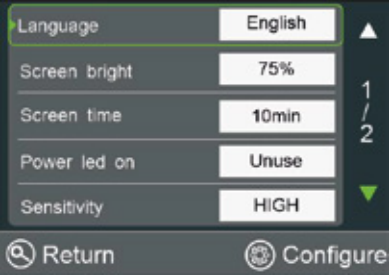 Language English
Screen bright 75%
Screen time 10min
Power led on Unuse
Sensitivity HIGH
1
/
2
Return Configure